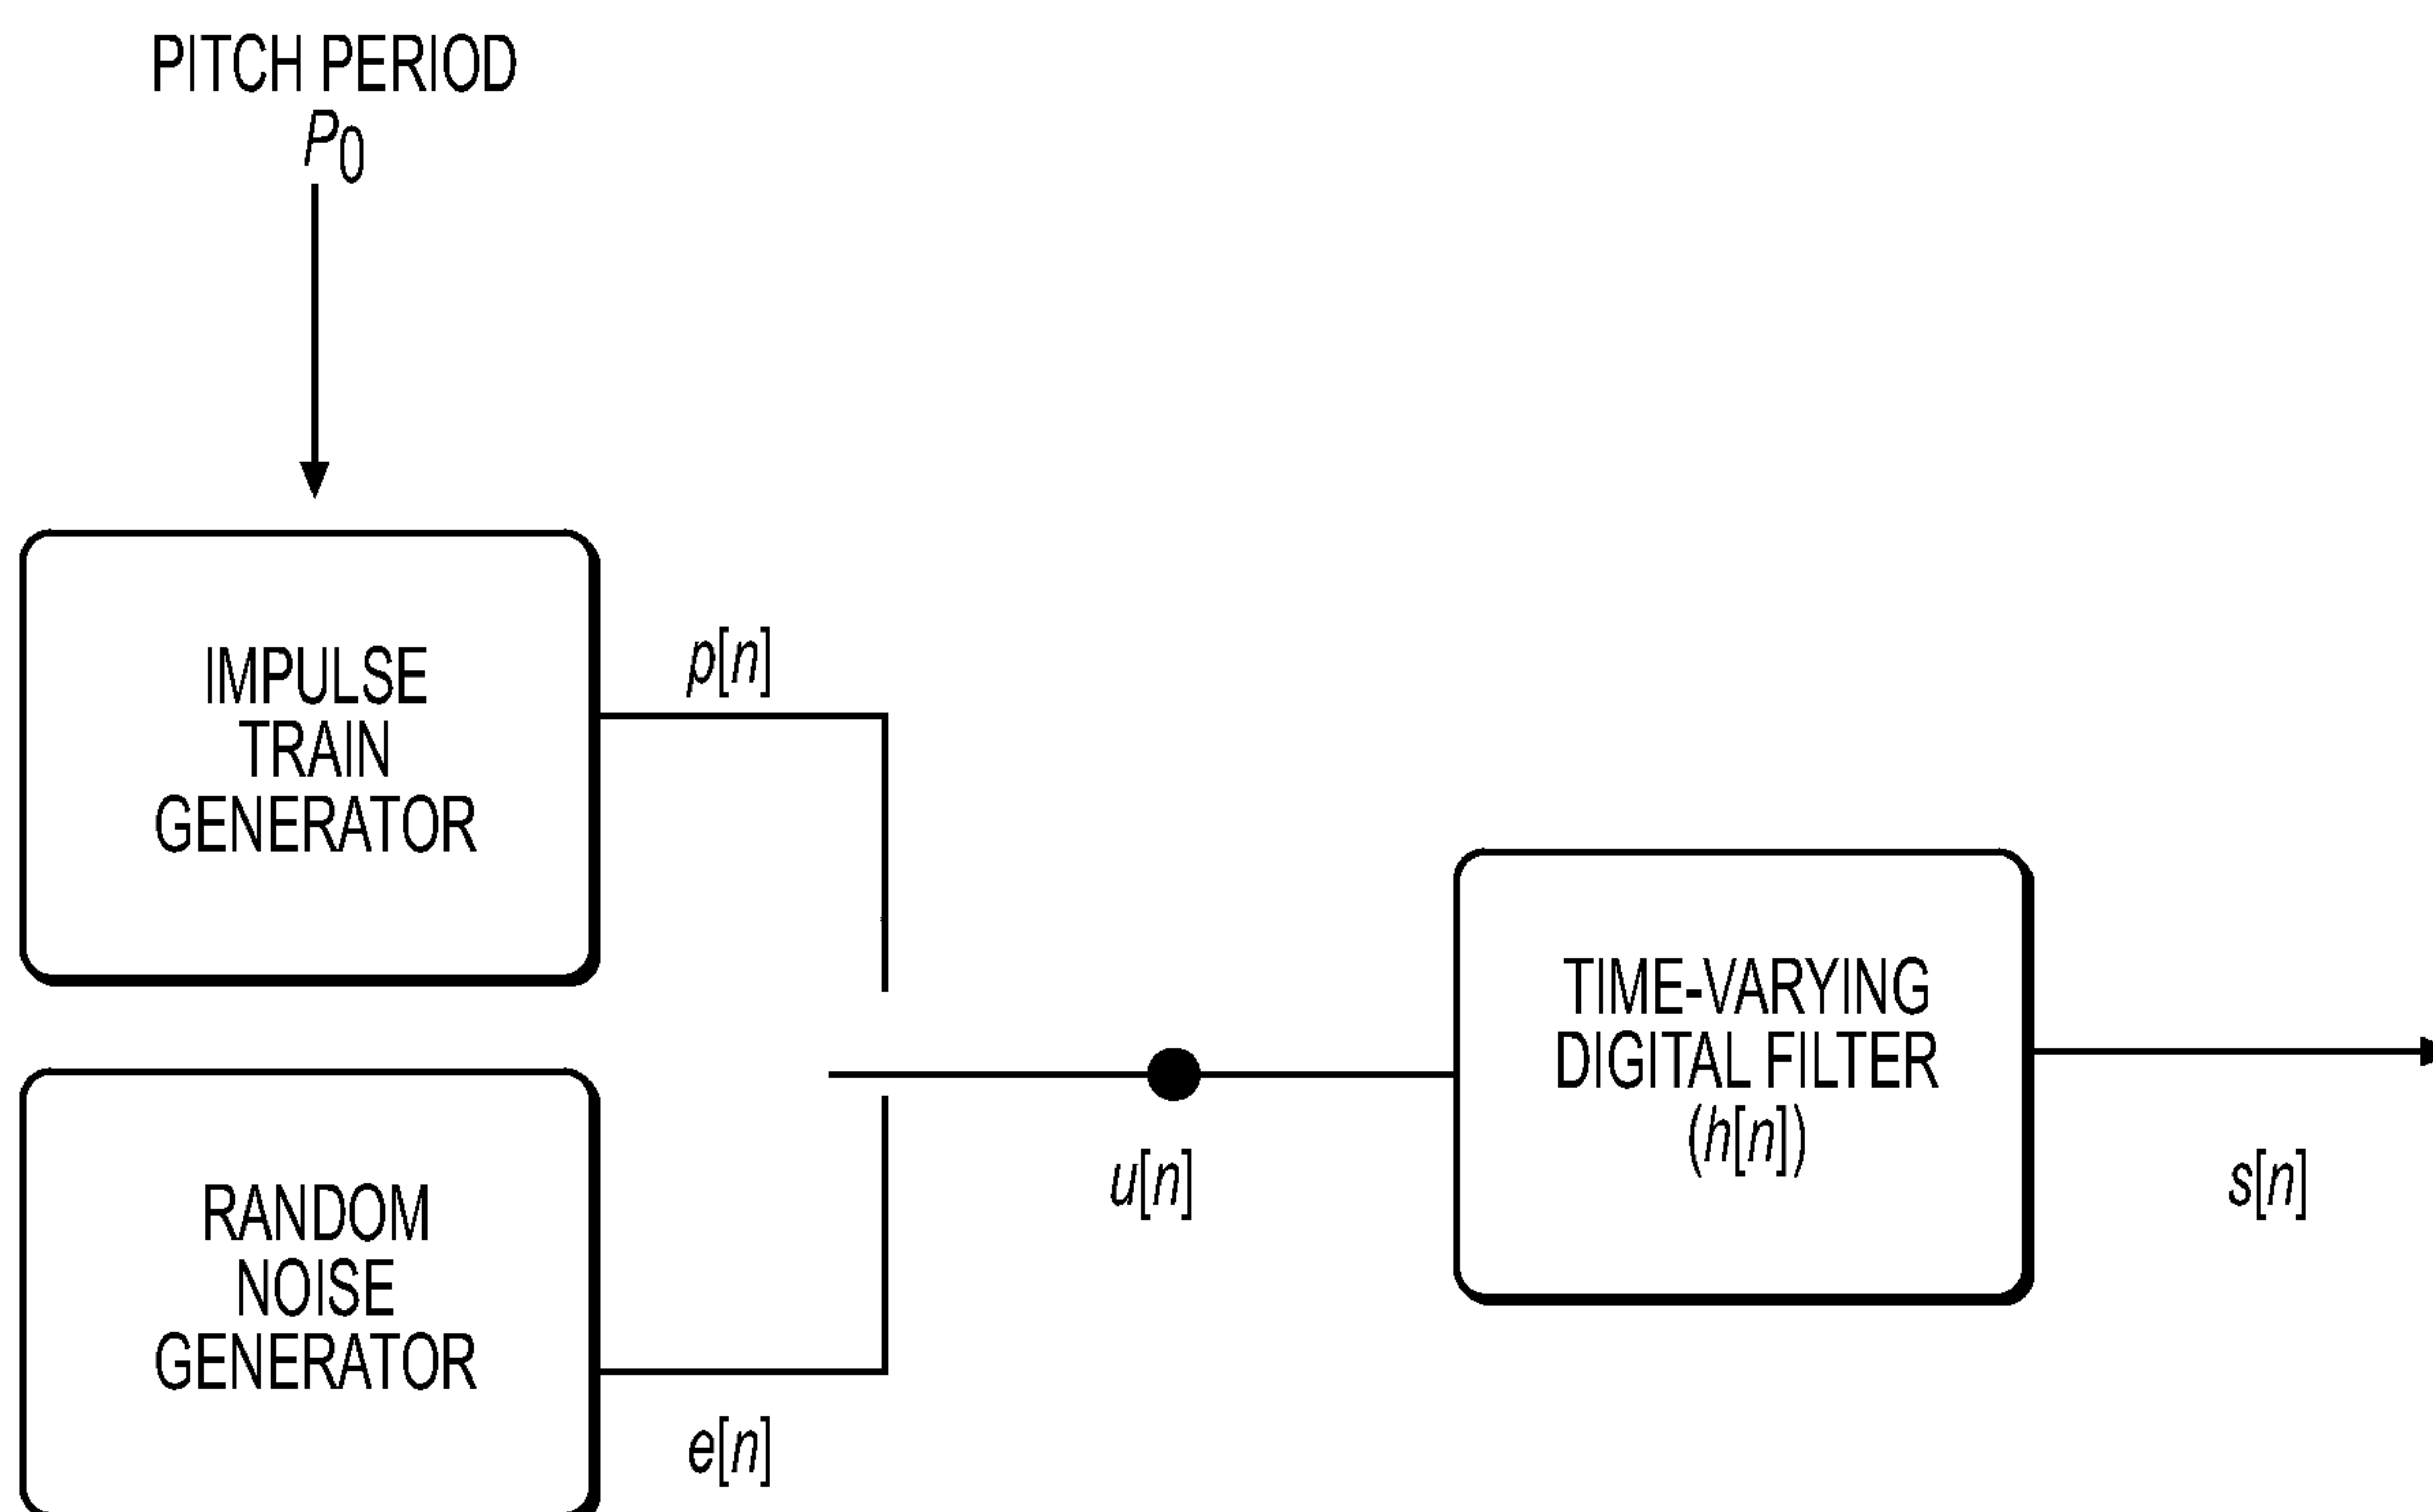 PITCH PERIOD
P0
IMPULSE
TRAIN
GENERATOR
p[n]
RANDOM
NOISE
GENERATOR
e[n]
u[n]
TIME-VARYING
DIGITAL FILTER
(h[n])
s[n]